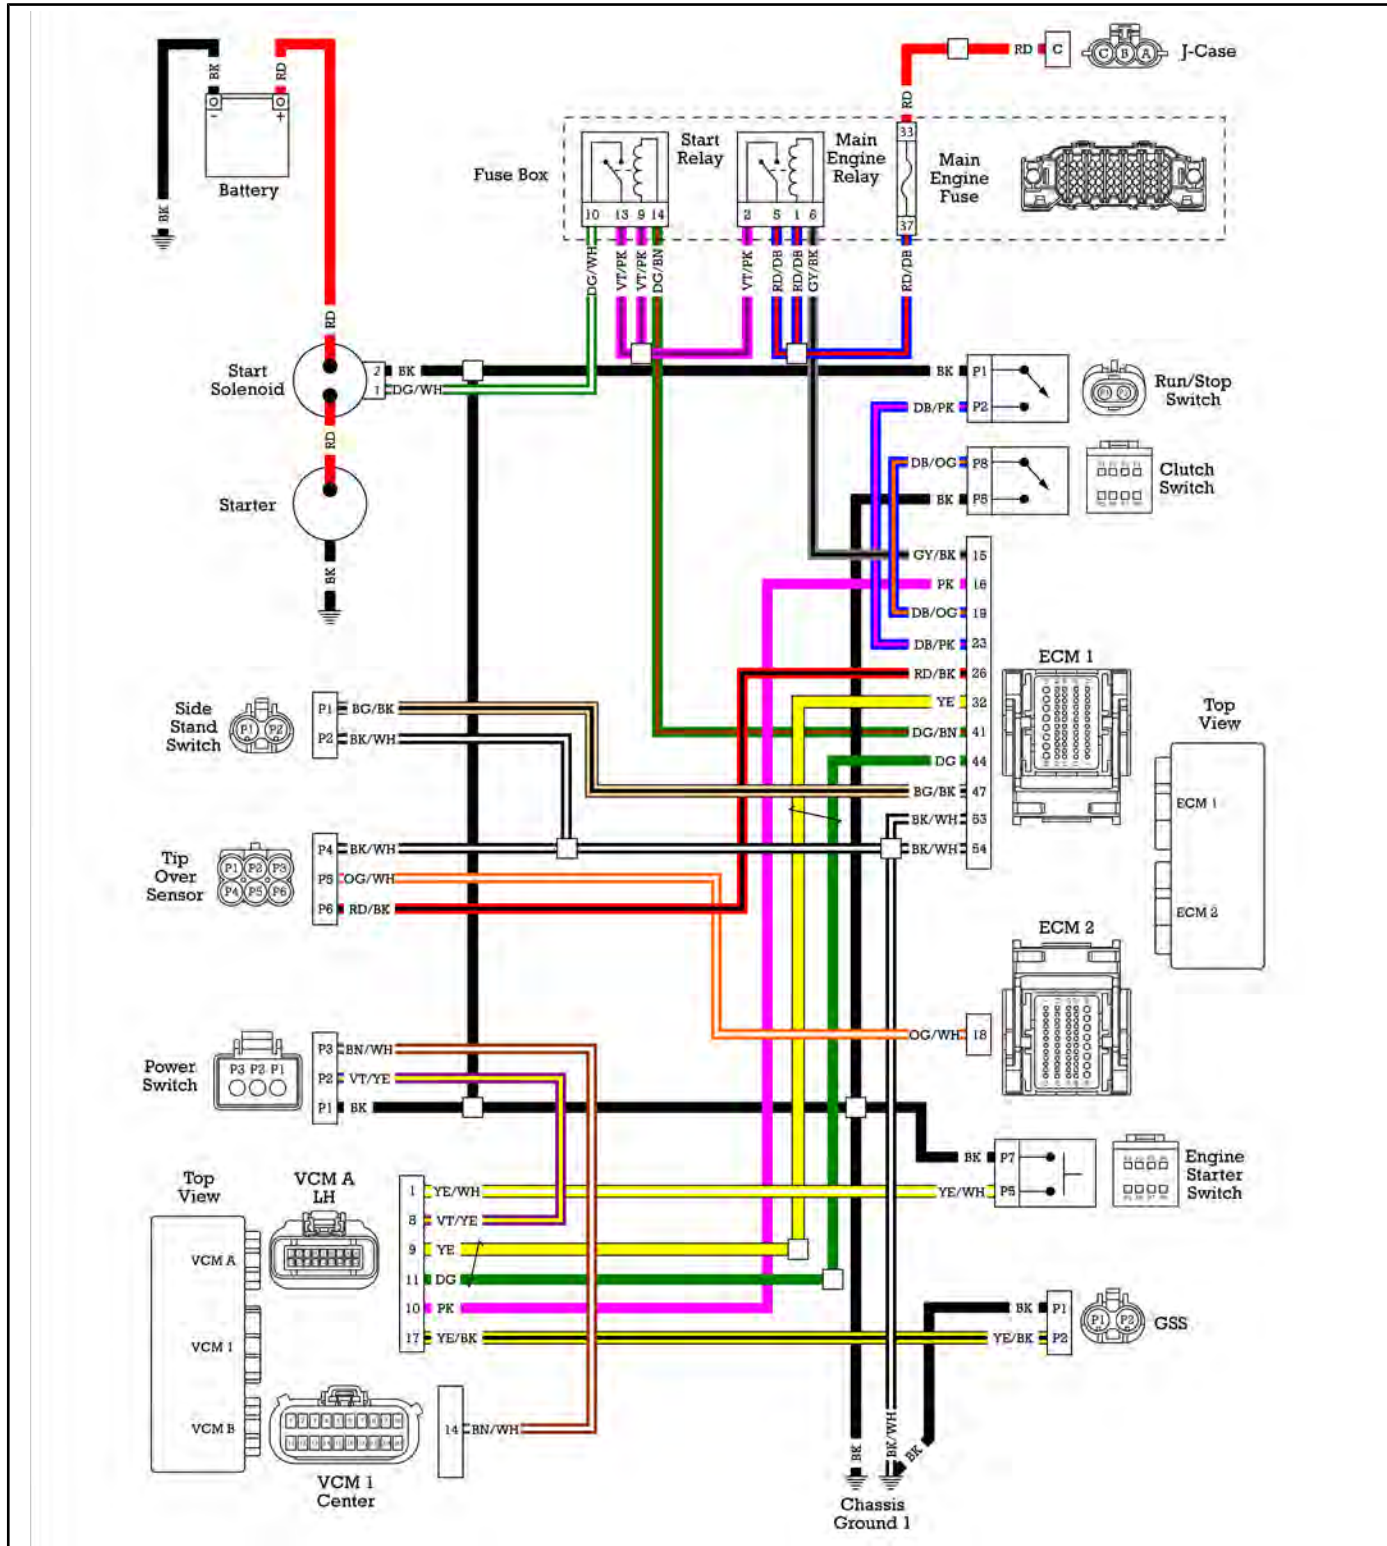 BK
RD
-
+
Battery
BK
RD
RD
BK
Start
Solenoid
2
1
BK
DG/WH
Starter
RD
C
C B A
J-Case
RD
Fuse Box
Start
Relay
Main
Engine
Relay
Main
Engine
Fuse
33
37
10 13 9 14
2 5 1 6
DG/WH
VT/PK
VT/PK
DG/BN
VT/PK
RD/DB
RD/DB
GY/BK
RD/DB
BK P1
DB/PK P2
P1 P2
Run/Stop
Switch
DB/OG P8
BK P5
Clutch
Switch
GY/BK 15
PK 16
DB/OG 19
DB/PK 23
RD/BK 26
YE 32
DG/BN 41
DG 44
BG/BK 47
BK/WH 53
BK/WH 54
ECM 1
Top
View
ECM 1
ECM 2
ECM 2
OG/WH 18
Side
Stand
Switch
P1 P2
P1 BG/BK
P2 BK/WH
Tip
Over
Sensor
P1 P2 P3
P4 P5 P6
P4 BK/WH
P5 OG/WH
P6 RD/BK
Power
Switch
P3 P2 P1
P3 BN/WH
P2 VT/YE
P1 BK
BK P7
YE/WH P5
Engine
Starter
Switch
Top
View
VCM A
VCM 1
VCM B
VCM A
LH
1 YE/WH
8 VT/YE
9 YE
11 DG
10 PK
17 YE/BK
BK P1
YE/BK P2
P1 P2
GSS
14 BN/WH
VCM 1
Center
BK
BK/WH
BK
Chassis
Ground 1